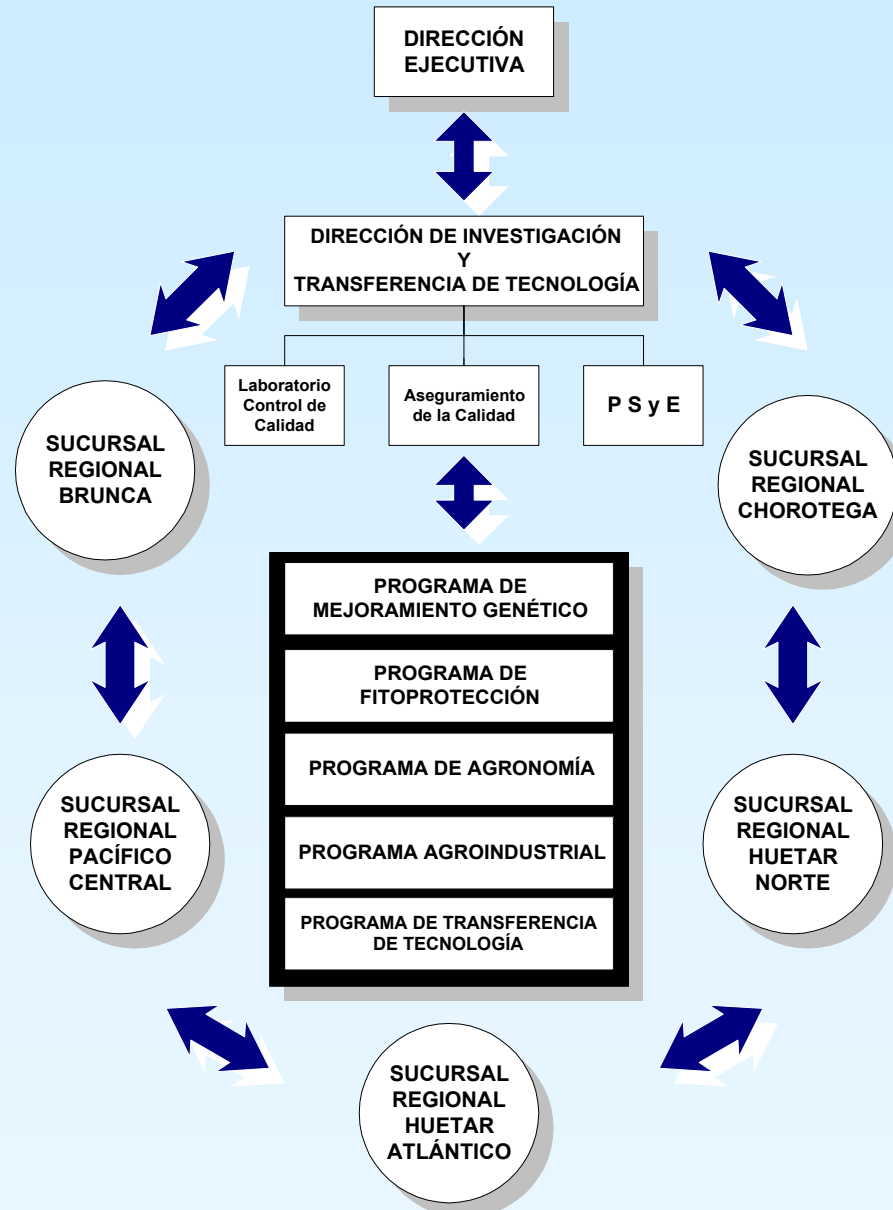 DIRECCIÓN
EJECUTIVA
DIRECCIÓN DE INVESTIGACIÓN
Y
TRANSFERENCIA DE TECNOLOGÍA
Laboratorio
Control de
Calidad
Aseguramiento
de la Calidad
P S y E
SUCURSAL
REGIONAL
BRUNCA
SUCURSAL
REGIONAL
CHOROTEGA
PROGRAMA DE
MEJORAMIENTO GENÉTICO
PROGRAMA DE
FITOPROTECCIÓN
PROGRAMA DE AGRONOMÍA
PROGRAMA AGROINDUSTRIAL
PROGRAMA DE TRANSFERENCIA
DE TECNOLOGÍA
SUCURSAL
REGIONAL
PACÍFICO
CENTRAL
SUCURSAL
REGIONAL
HUETAR
NORTE
SUCURSAL
REGIONAL
HUETAR
ATLÁNTICO